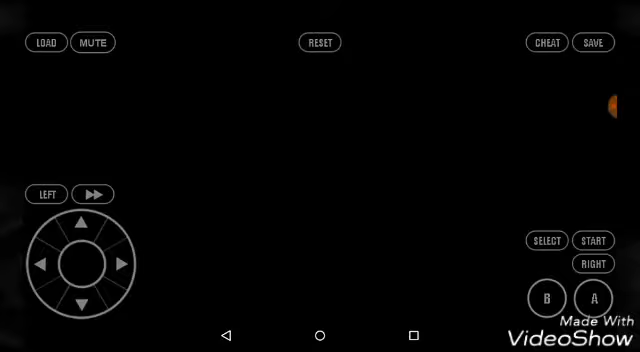 LOAD MUTE RESET CHEAT SAVE
LEFT
SELECT START
RIGHT
B A
Made With
VideoShow